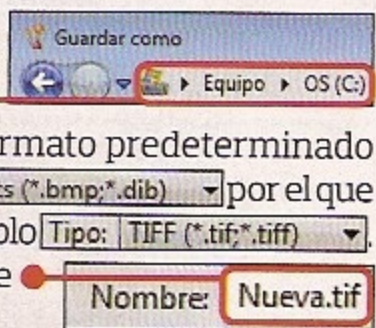 Guardar como
Equipo OS (C:)
rmato predeterminado
cs (*.bmp;*.dib) por el que
olo Tipo: TIFF (*.tif;*.tiff) .
e
Nombre: Nueva.tif